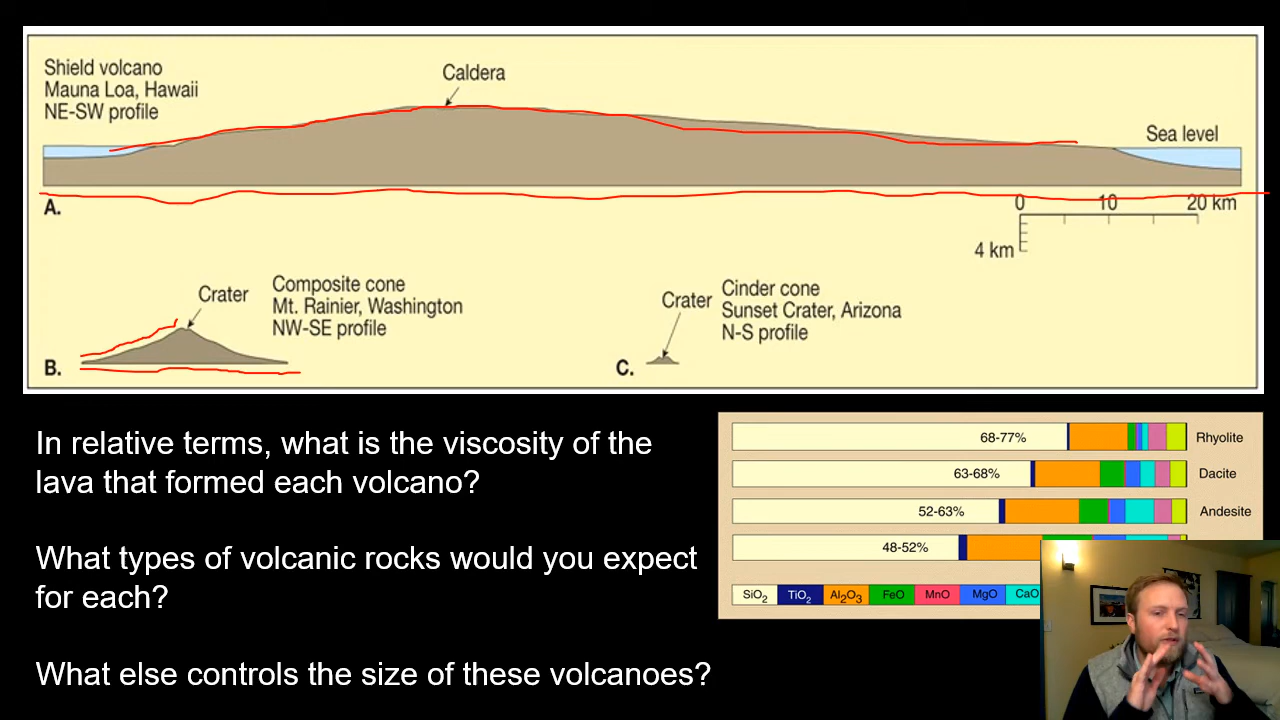 Shield volcano
Mauna Loa, Hawaii
NE-SW profile
Caldera
Sea level
A.
0 10 20 km
4 km
Crater
Composite cone
Mt. Rainier, Washington
NW-SE profile
B.
Crater
Cinder cone
Sunset Crater, Arizona
N-S profile
C.
In relative terms, what is the viscosity of the
lava that formed each volcano?
What types of volcanic rocks would you expect
for each?
What else controls the size of these volcanoes?
68-77% Rhyolite
63-68% Dacite
52-63% Andesite
48-52%
SiO2 TiO2 Al2O3 FeO MnO MgO CaO